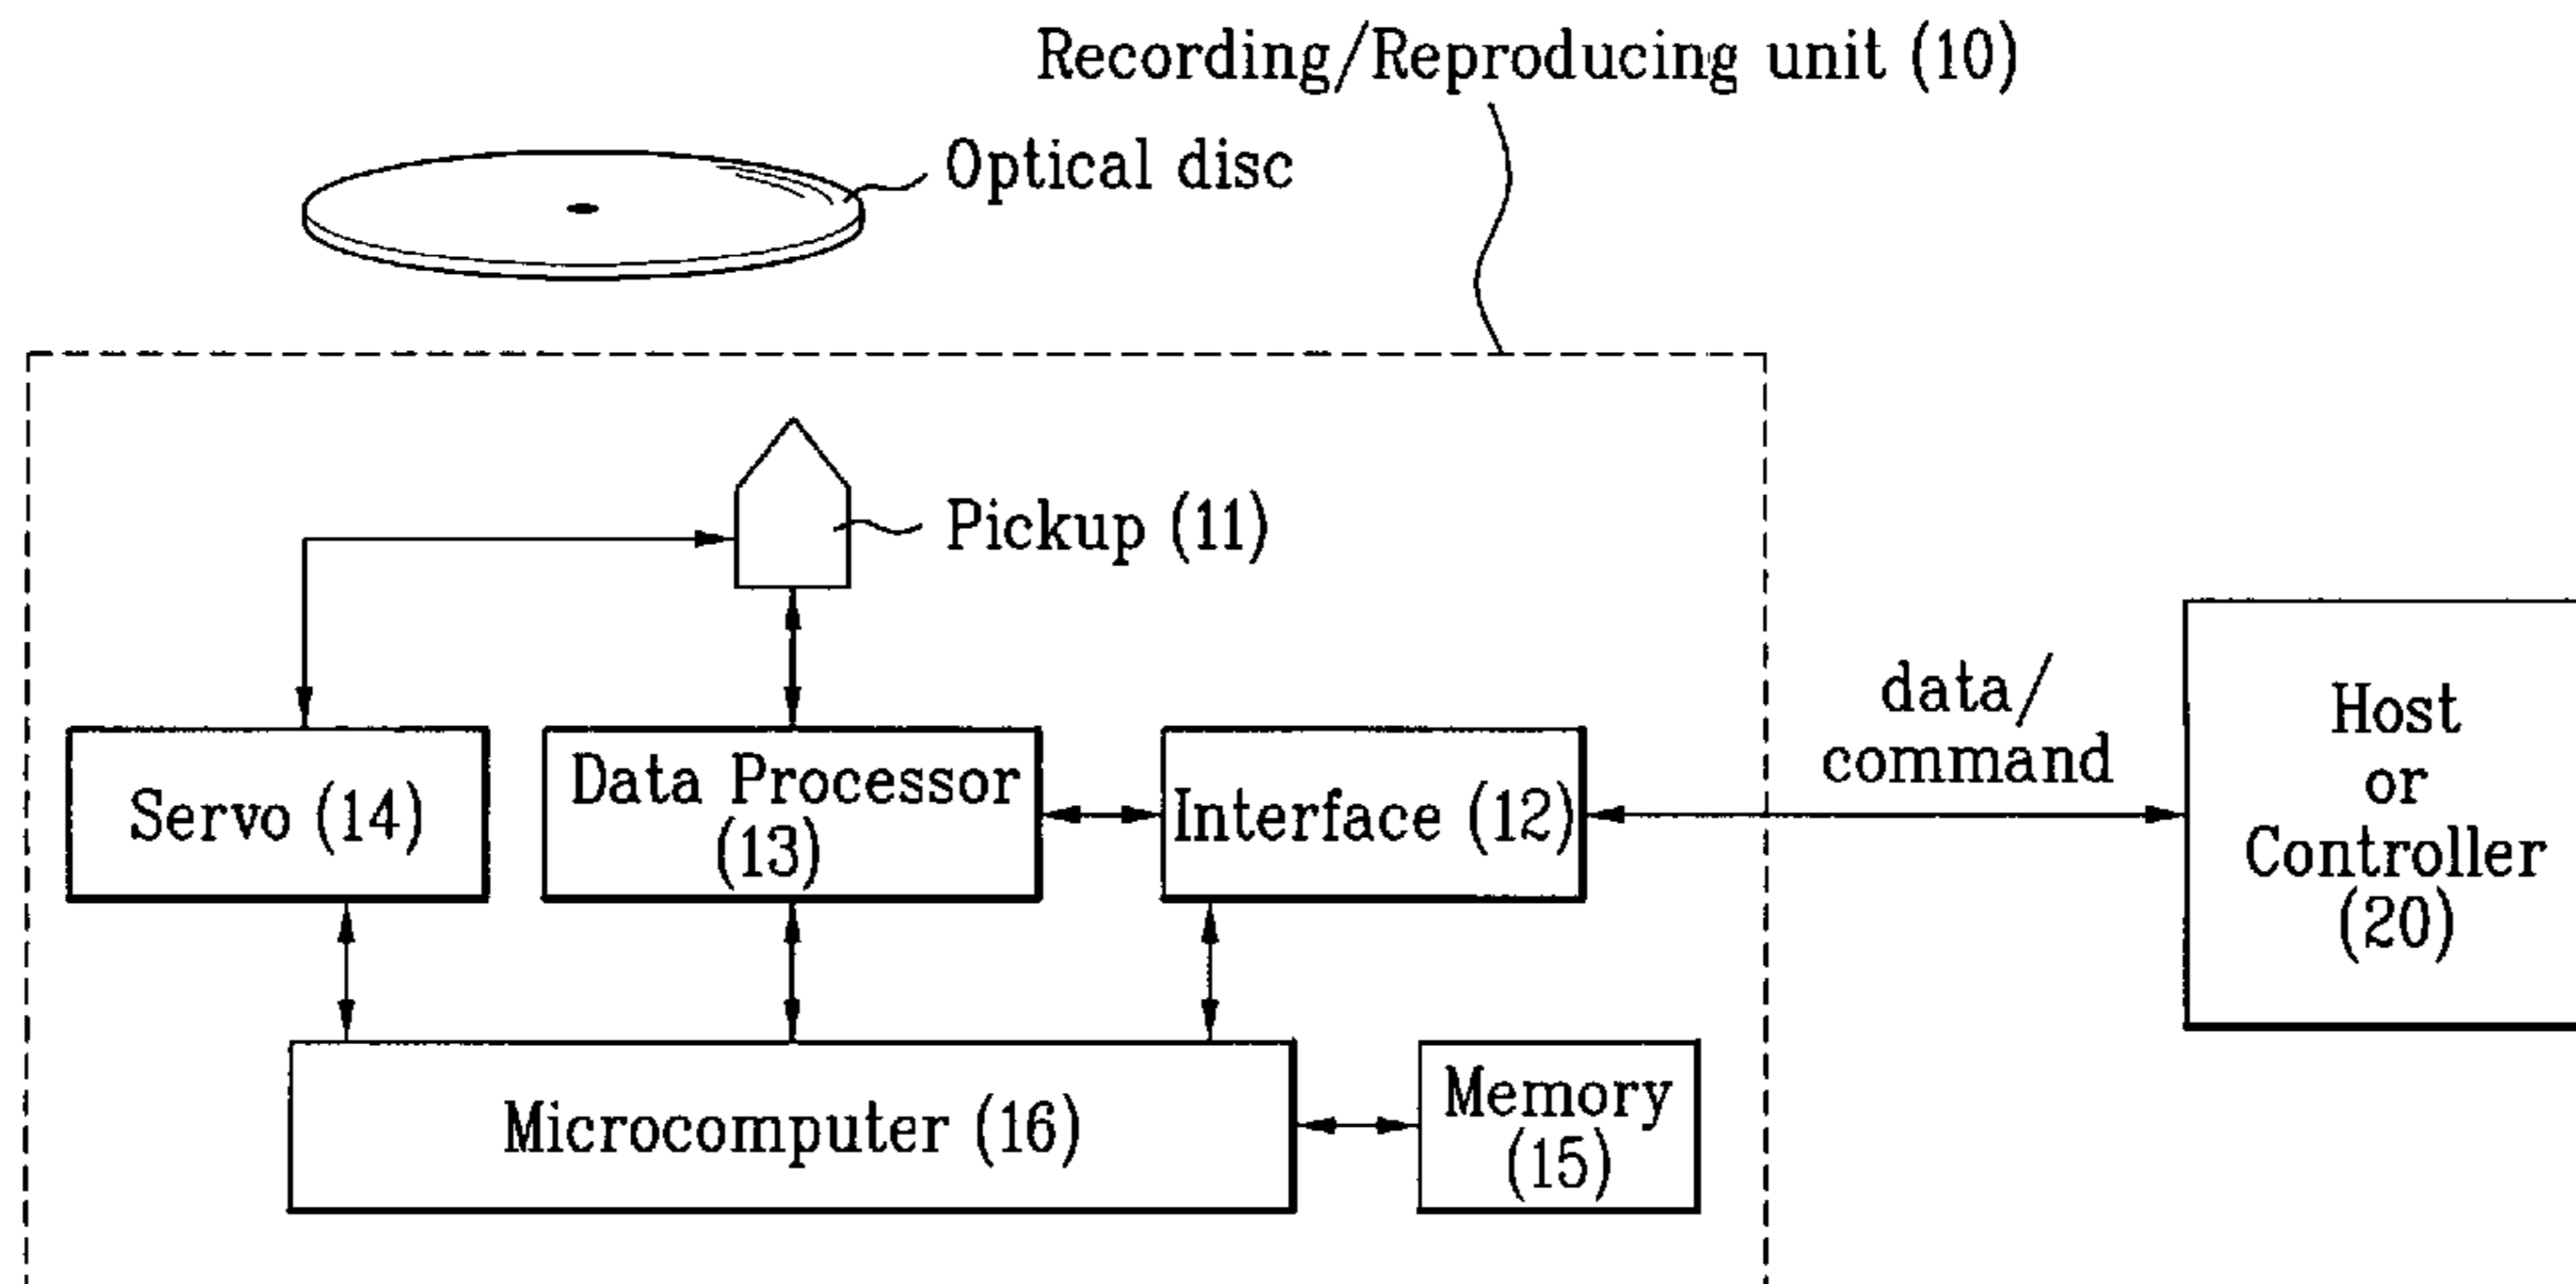 Recording/Reproducing unit (10)
Optical disc
Pickup (11)
data/
command
Host
or
Controller
(20)
Servo (14)
Data Processor
(13)
Interface (12)
Microcomputer (16)
Memory
(15)